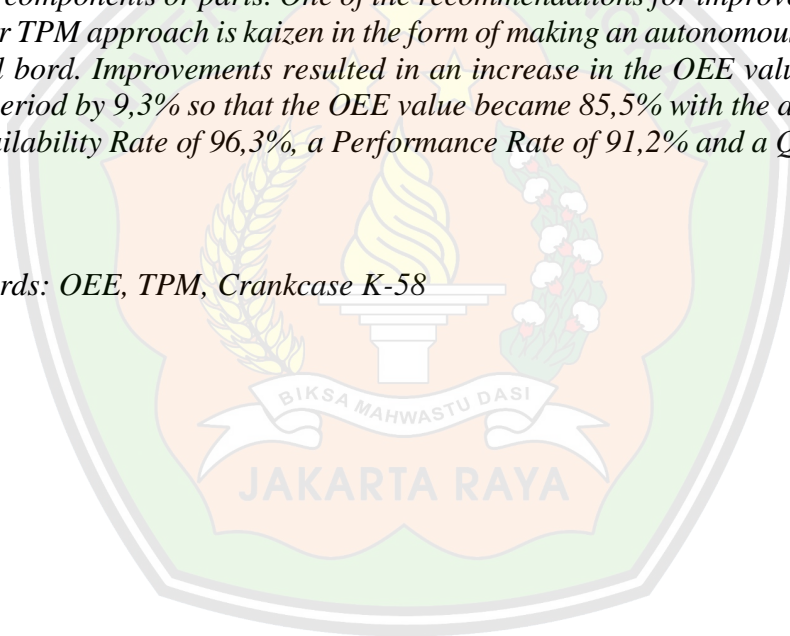 components or parts. One of the recommendations for improve
r TPM approach is kaizen in the form of making an autonomous
l bord. Improvements resulted in an increase in the OEE valu
eriod by 9,3% so that the OEE value became 85,5% with the a
ailability Rate of 96,3%, a Performance Rate of 91,2% and a Q
rds: OEE, TPM, Crankcase K-58
BIKSA MAHWASTU DASI
JAKARTA RAYA